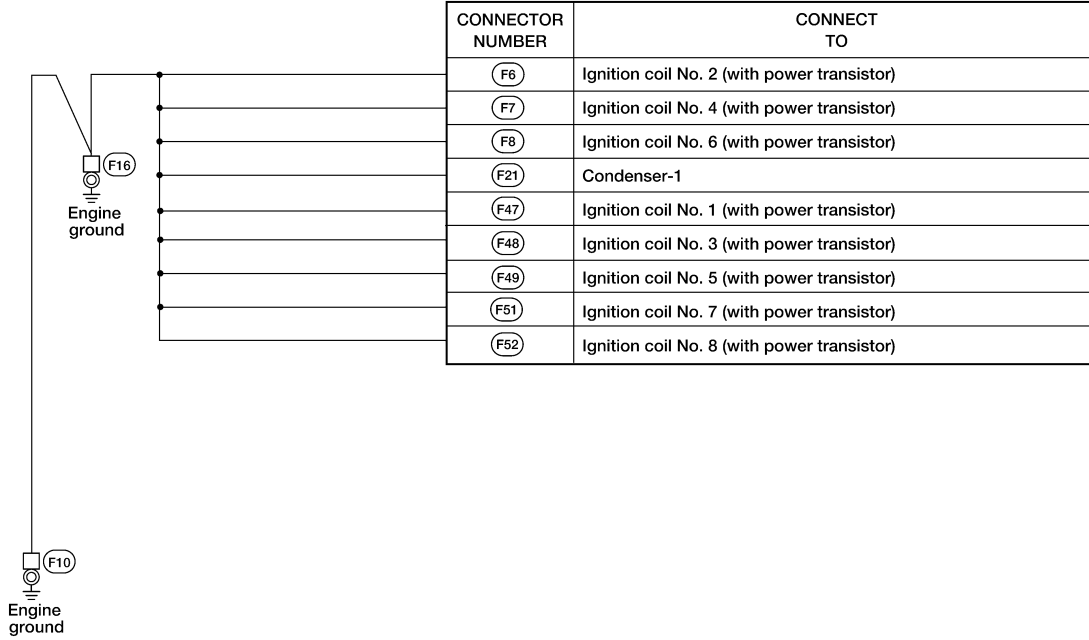 CONNECTOR
NUMBER
CONNECT
TO
F6 Ignition coil No. 2 (with power transistor)
F7 Ignition coil No. 4 (with power transistor)
F8 Ignition coil No. 6 (with power transistor)
F21 Condenser-1
F47 Ignition coil No. 1 (with power transistor)
F48 Ignition coil No. 3 (with power transistor)
F49 Ignition coil No. 5 (with power transistor)
F51 Ignition coil No. 7 (with power transistor)
F52 Ignition coil No. 8 (with power transistor)
F16
Engine
ground
F10
Engine
ground